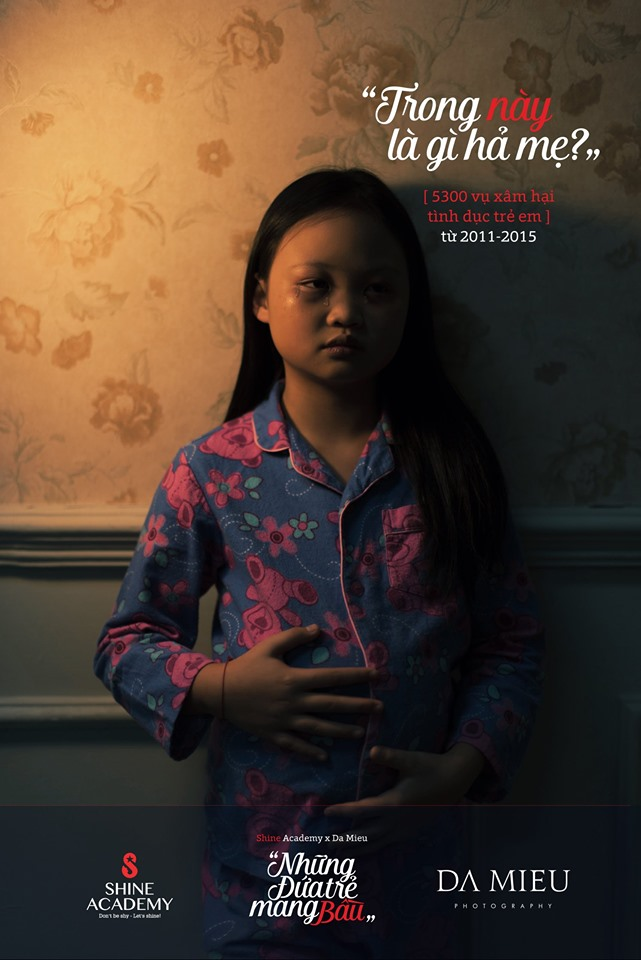 “Trong này
là gì hả mẹ?„
[ 5300 vụ xâm hại
tình dục trẻ em ]
từ 2011-2015
Shine Academy x Da Mieu
“Những
Đứa trẻ
mang Bầu„
SHINE
ACADEMY
Don't be shy - Let's shine!
DA MIEU
PHOTOGRAPHY